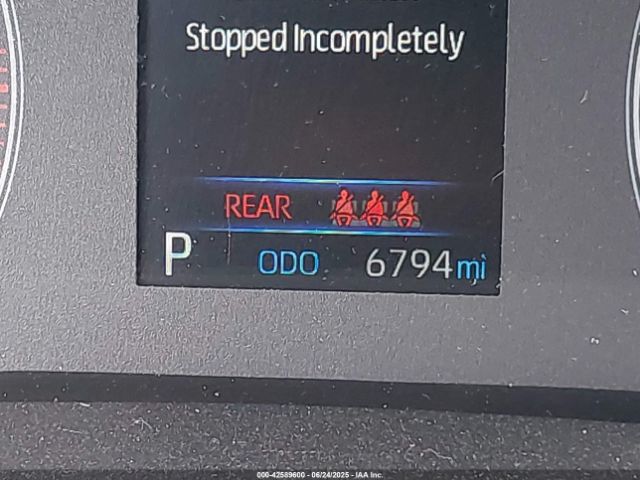 Stopped Incompletely
REAR
P ODO 6794 mi
000-42589600 - 06/24/2025 - IAA Inc.